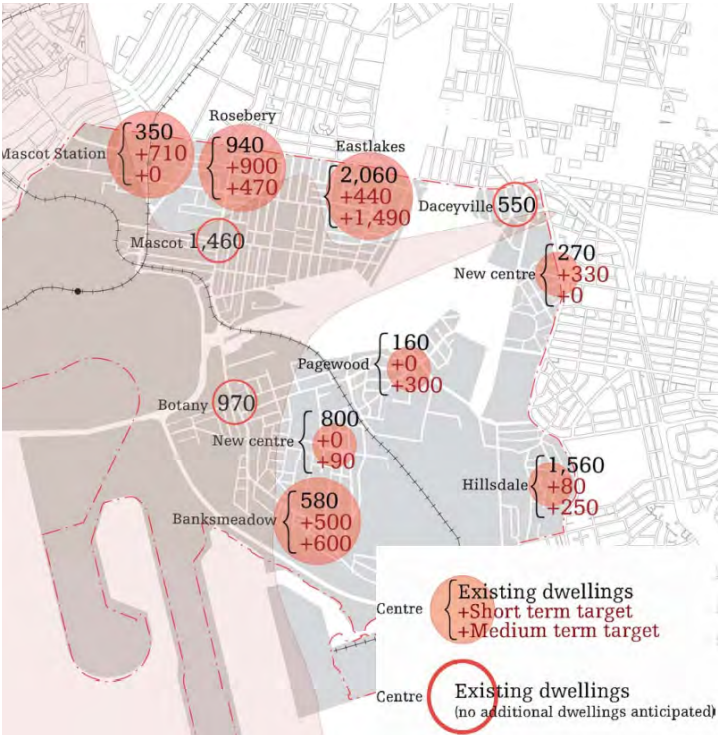 Rosebery
Mascot Station
350
+710
+0
940
+900
+470
Eastlakes
2,060
+440
+1,490
Daceyville 550
Mascot 1,460
New centre
270
+330
+0
Pagewood
160
+0
+300
Botany 970
New centre
800
+0
+90
Hillsdale
1,560
+80
+250
Banksmeadow
580
+500
+600
Centre
Existing dwellings
+Short term target
+Medium term target
Centre
Existing dwellings
(no additional dwellings anticipated)